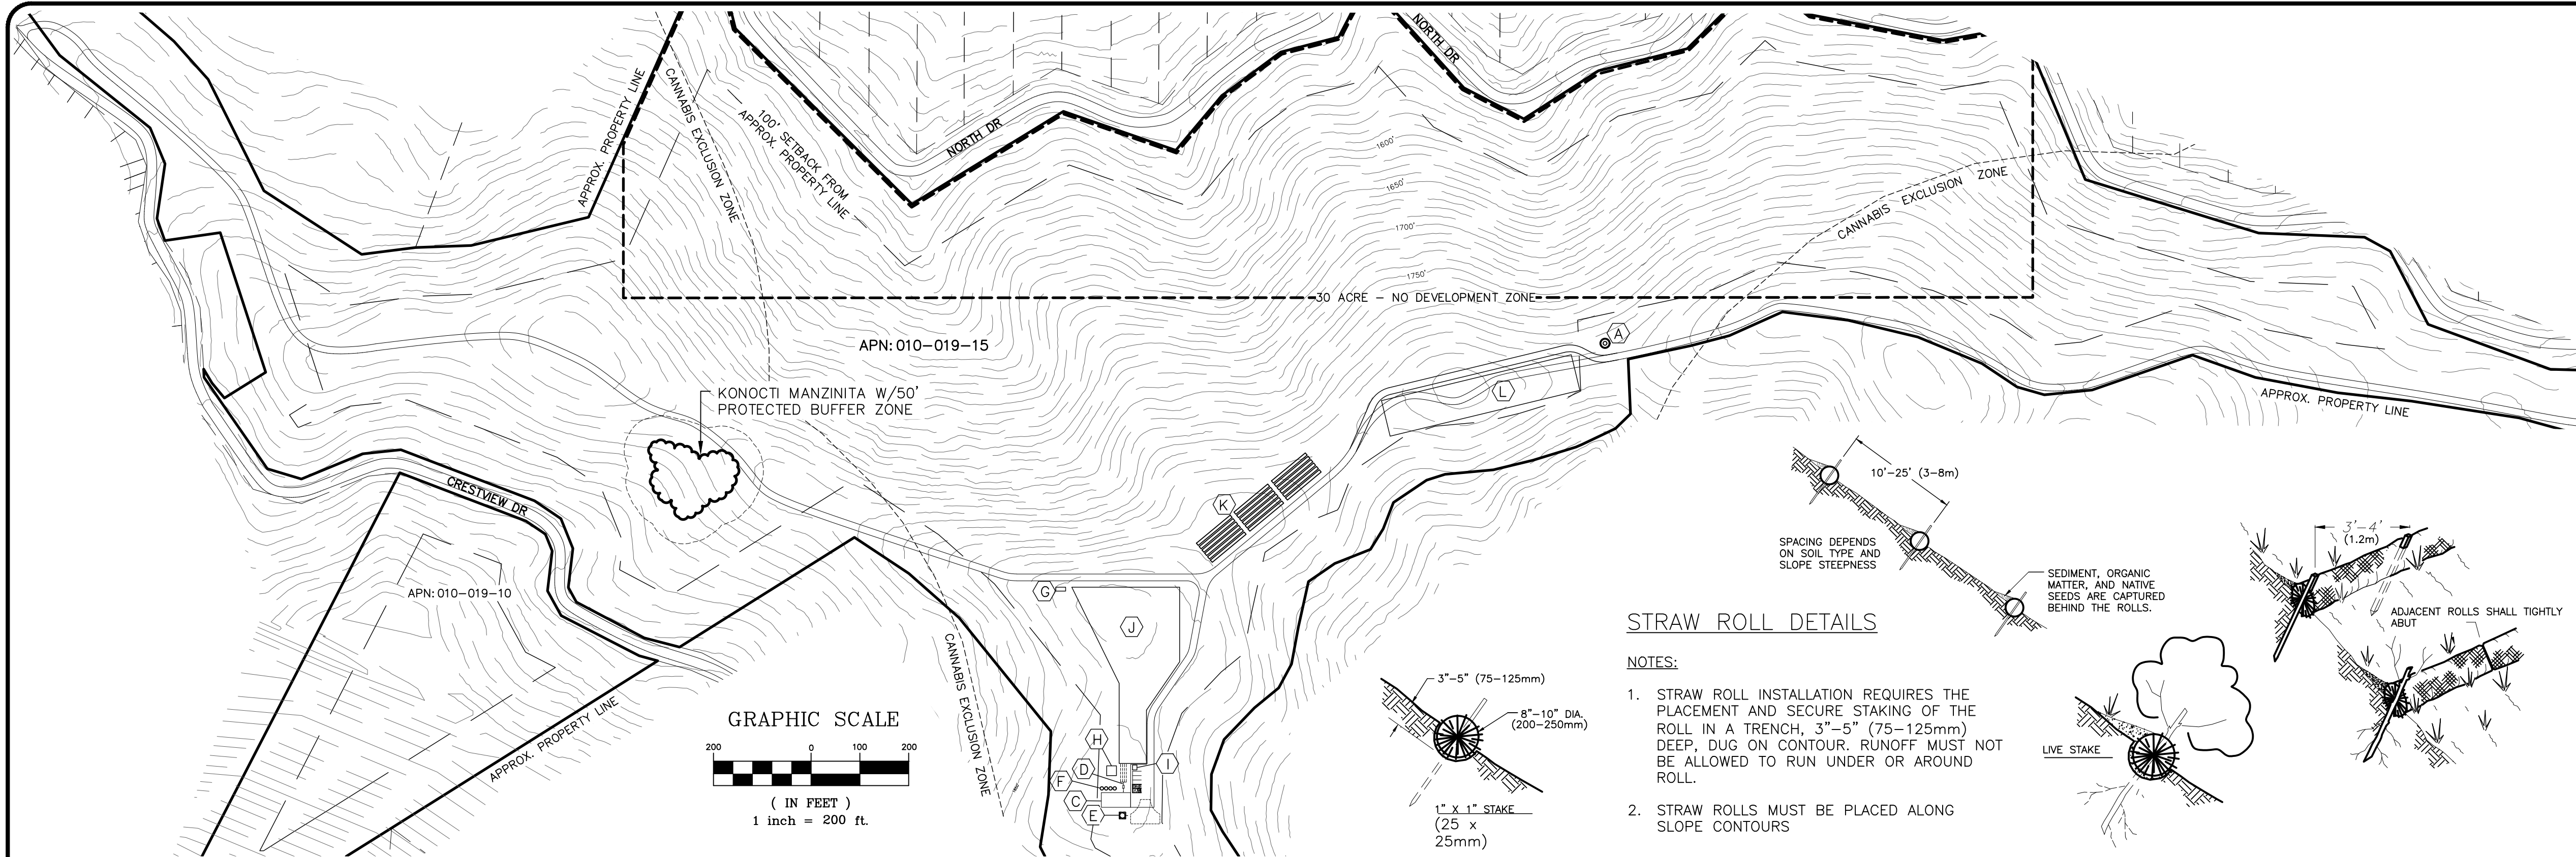 NORTH DR
NORTH DR
APPROX. PROPERTY LINE
CANNABIS EXCLUSION ZONE
100' SETBACK FROM
APPROX. PROPERTY LINE
1600'
1650'
1700'
1750'
CANNABIS EXCLUSION ZONE
30 ACRE – NO DEVELOPMENT ZONE
APN: 010-019-15
A
KONOCTI MANZINITA W/50'
PROTECTED BUFFER ZONE
L
APPROX. PROPERTY LINE
CRESTVIEW DR
K
10'-25' (3-8m)
3'-4'
(1.2m)
SPACING DEPENDS
ON SOIL TYPE AND
SLOPE STEEPNESS
SEDIMENT, ORGANIC
MATTER, AND NATIVE
SEEDS ARE CAPTURED
BEHIND THE ROLLS.
ADJACENT ROLLS SHALL TIGHTLY
ABUT
APN: 010-019-10
G
J
CANNABIS EXCLUSION ZONE
APPROX. PROPERTY LINE
STRAW ROLL DETAILS
NOTES:
1. STRAW ROLL INSTALLATION REQUIRES THE
PLACEMENT AND SECURE STAKING OF THE
ROLL IN A TRENCH, 3"-5" (75-125mm)
DEEP, DUG ON CONTOUR. RUNOFF MUST NOT
BE ALLOWED TO RUN UNDER OR AROUND
ROLL.
2. STRAW ROLLS MUST BE PLACED ALONG
SLOPE CONTOURS
3"-5" (75-125mm)
8"-10" DIA.
(200-250mm)
1" X 1" STAKE
(25 x
25mm)
LIVE STAKE
GRAPHIC SCALE
200 0 100 200
( IN FEET )
1 inch = 200 ft.
H
D
I
F
C
E